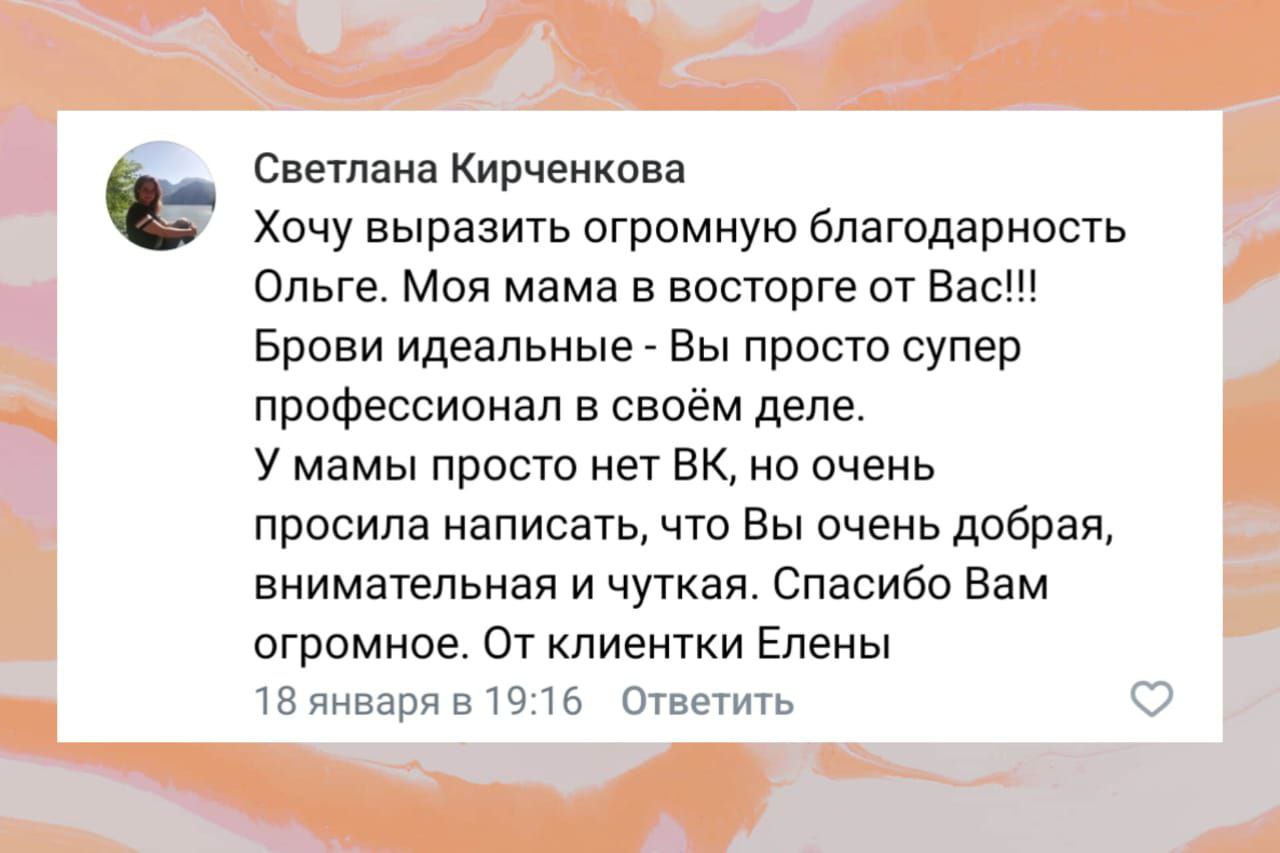 Светлана Кирченкова
Хочу выразить огромную благодарность
Ольге. Моя мама в восторге от Вас!!!
Брови идеальные - Вы просто супер
профессионал в своём деле.
У мамы просто нет ВК, но очень
просила написать, что Вы очень добрая,
внимательная и чуткая. Спасибо Вам
огромное. От клиентки Елены
18 января в 19:16 Ответить